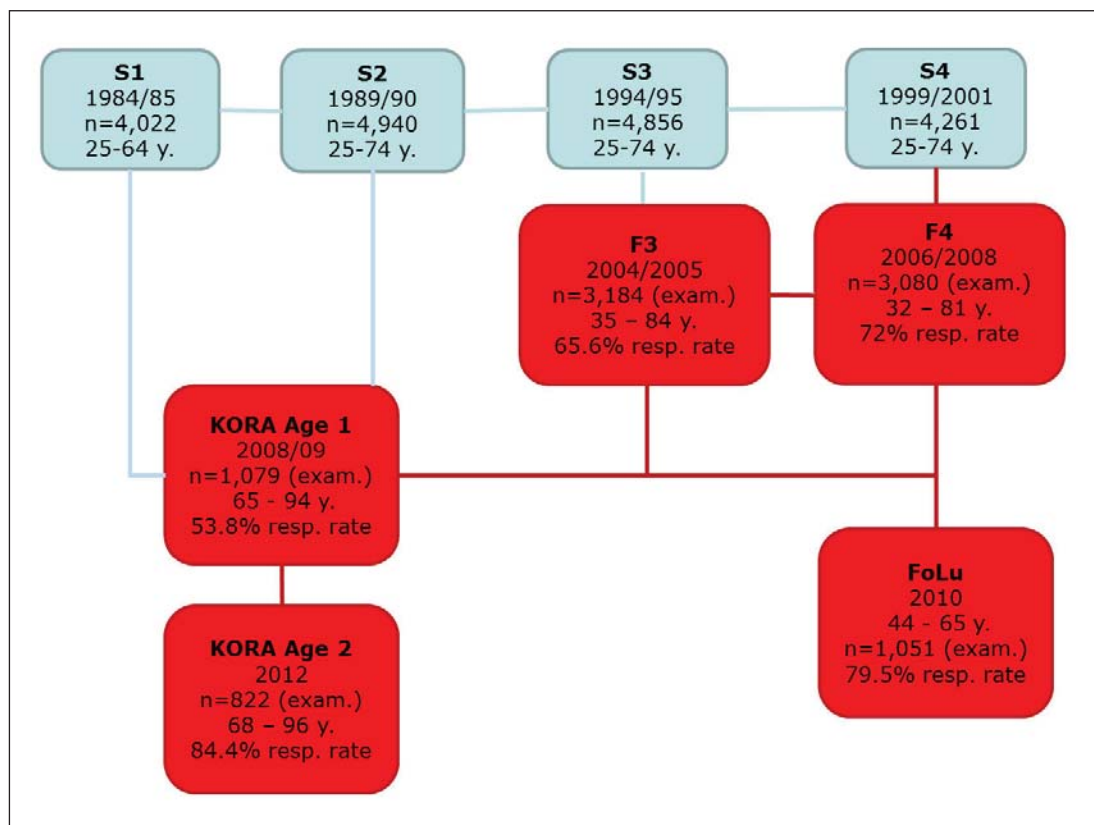 S1
1984/85
n=4,022
25-64 y.
S2
1989/90
n=4,940
25-74 y.
S3
1994/95
n=4,856
25-74 y.
S4
1999/2001
n=4,261
25-74 y.
F3
2004/2005
n=3,184 (exam.)
35 – 84 y.
65.6% resp. rate
F4
2006/2008
n=3,080 (exam.)
32 – 81 y.
72% resp. rate
KORA Age 1
2008/09
n=1,079 (exam.)
65 - 94 y.
53.8% resp. rate
FoLu
2010
44 - 65 y.
n=1,051 (exam.)
79.5% resp. rate
KORA Age 2
2012
n=822 (exam.)
68 – 96 y.
84.4% resp. rate